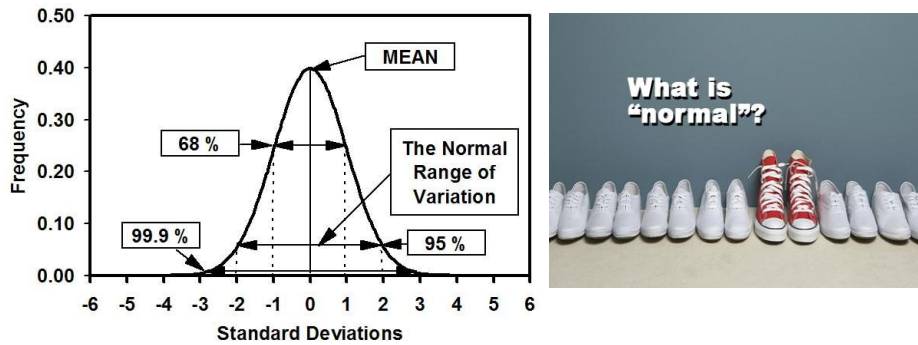 0.50
0.40
0.30
0.20
0.10
0.00
Frequency
MEAN
68 %
The Normal
Range of
Variation
99.9 %
95 %
-6 -5 -4 -3 -2 -1 0 1 2 3 4 5 6
Standard Deviations
What is
“normal”?